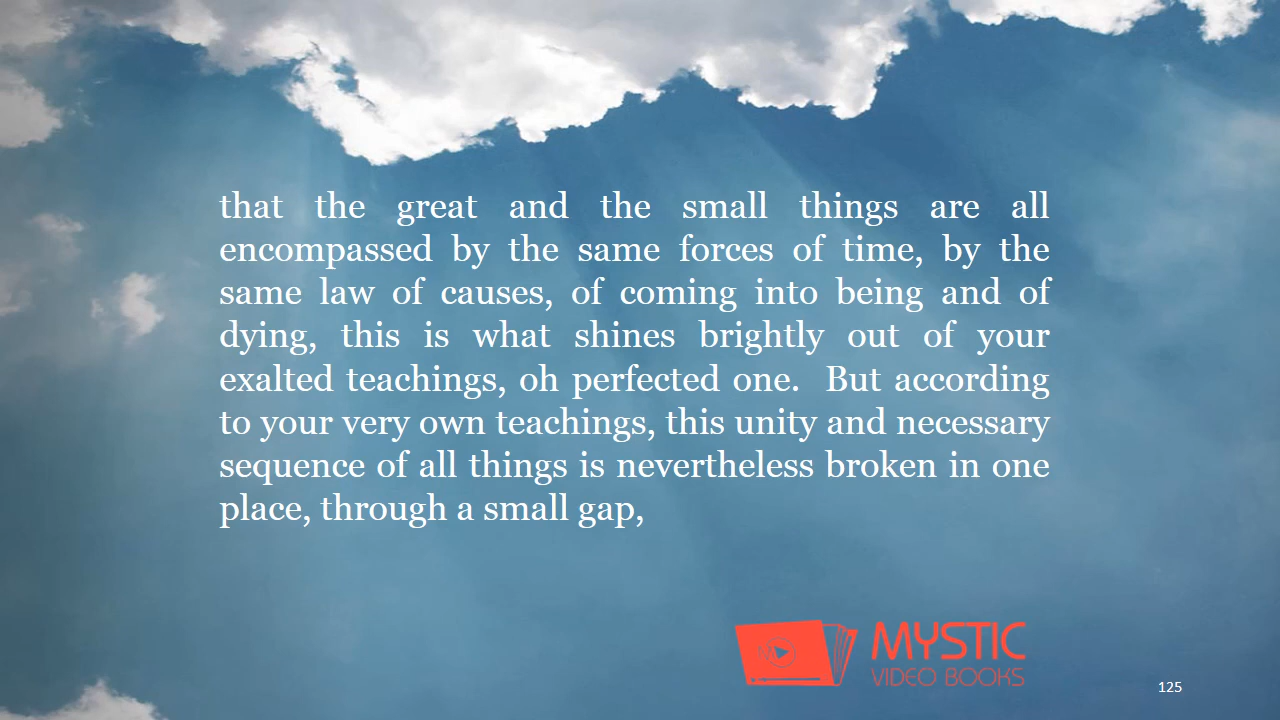 that the great and the small things are all
encompassed by the same forces of time, by the
same law of causes, of coming into being and of
dying, this is what shines brightly out of your
exalted teachings, oh perfected one.  But according
to your very own teachings, this unity and necessary
sequence of all things is nevertheless broken in one
place, through a small gap,
MYSTIC
VIDEO BOOKS
125